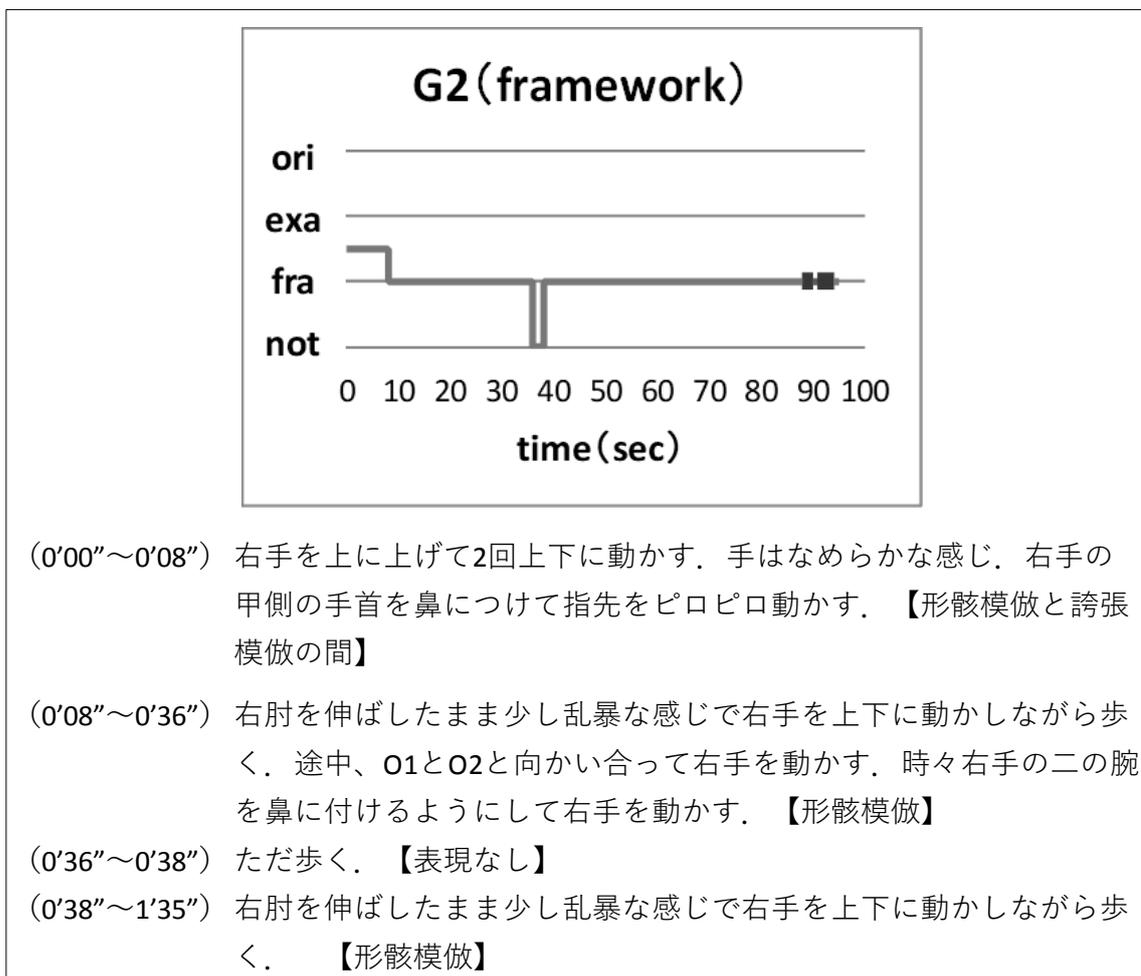 G2（framework）
ori
exa
fra
not
0 10 20 30 40 50 60 70 80 90 100
time（sec）
（0’00”～0’08”） 右手を上に上げて2回上下に動かす．手はなめらかな感じ．右手の
甲側の手首を鼻につけて指先をピロピロ動かす．【形骸模倣と誇張
模倣の間】
（0’08”～0’36”） 右肘を伸ばしたまま少し乱暴な感じで右手を上下に動かしながら歩
く．途中、O1とO2と向かい合って右手を動かす．時々右手の二の腕
を鼻に付けるようにして右手を動かす．【形骸模倣】
（0’36”～0’38”） ただ歩く．【表現なし】
（0’38”～1’35”） 右肘を伸ばしたまま少し乱暴な感じで右手を上下に動かしながら歩
く． 【形骸模倣】